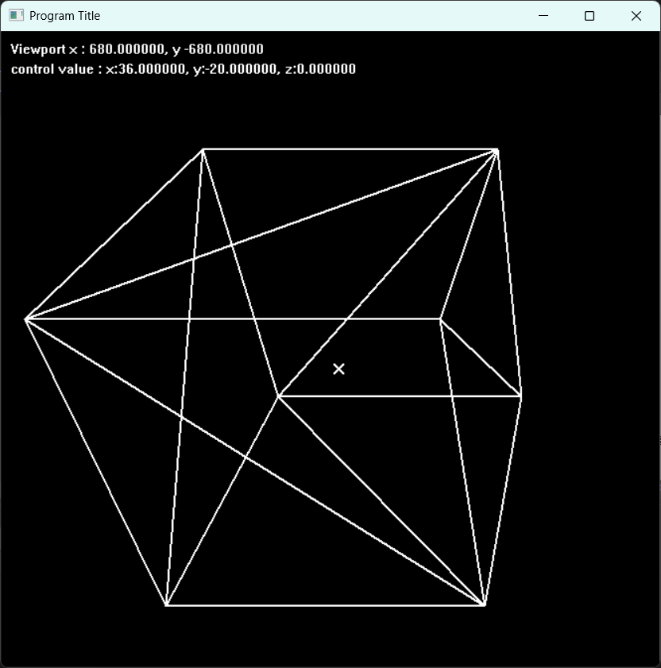 Program Title
Viewport x : 680.000000, y -680.000000
control value : x:36.000000, y:-20.000000, z:0.000000